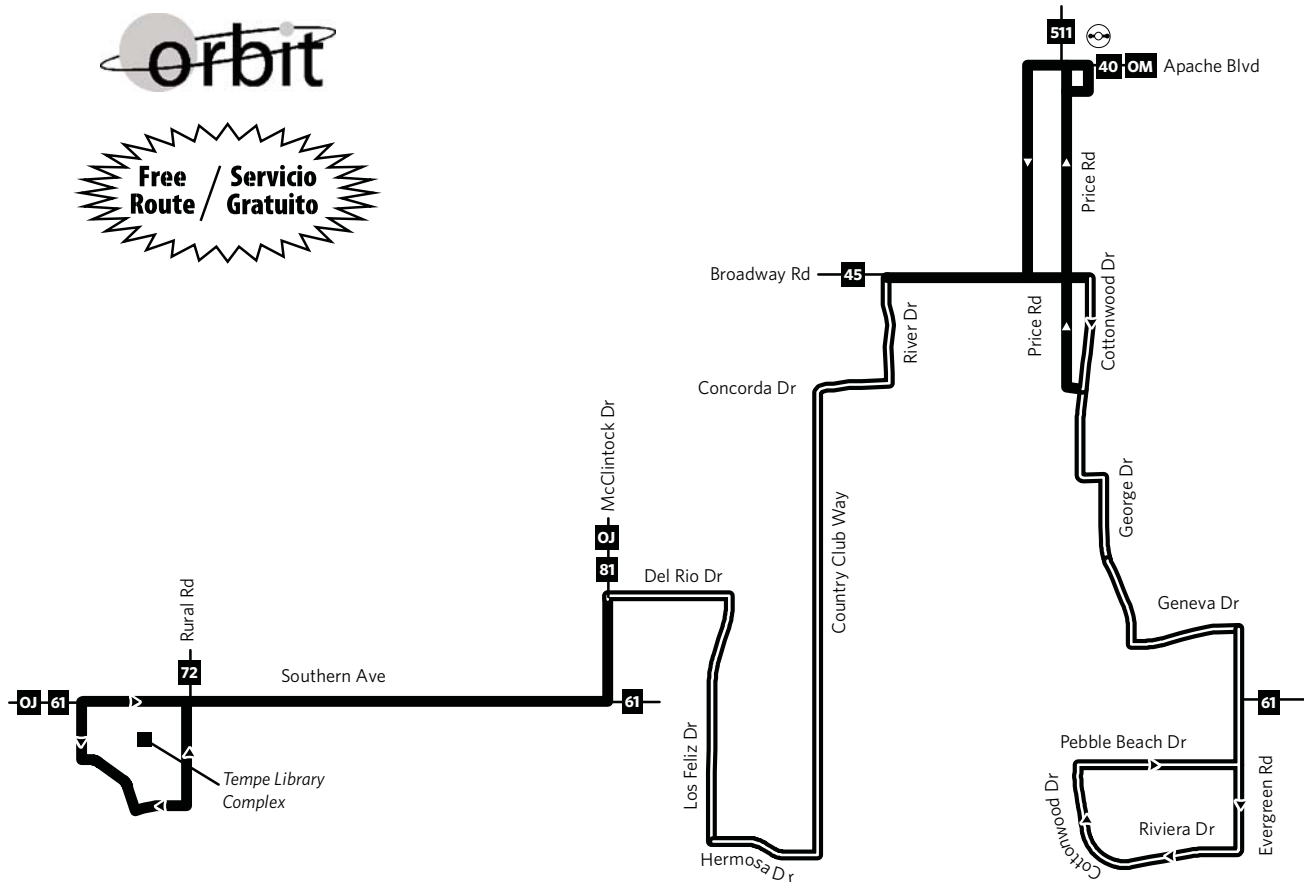 orbit
Free / Servicio
Route / Gratuito
511
40 OM Apache Blvd
Price Rd
Broadway Rd 45
River Dr
Price Rd
Cottonwood Dr
Concorda Dr
McClintock Dr
George Dr
Country Club Way
OJ
81
Del Rio Dr
Rural Rd
Geneva Dr
72
Southern Ave
OJ 61
61
61
Los Feliz Dr
Pebble Beach Dr
Tempe Library
Complex
Cottonwood Dr
Evergreen Rd
Riviera Dr
Hermosa Dr